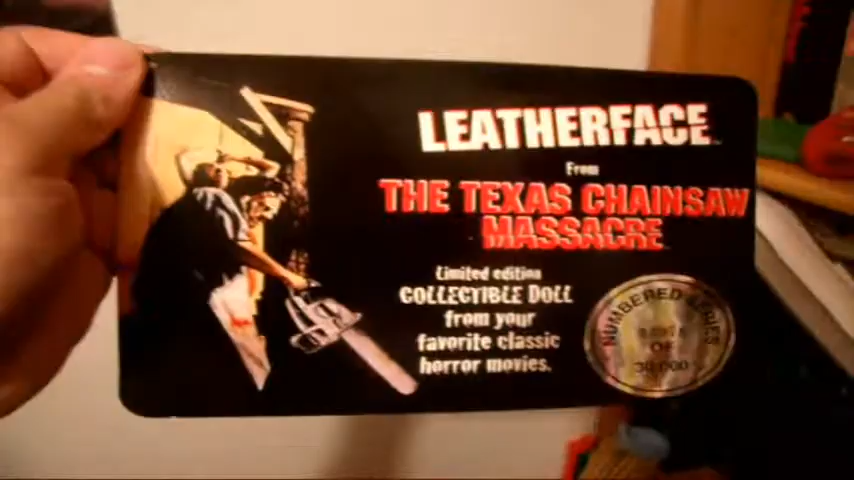 LEATHERFACE™
From
THE TEXAS CHAINSAW
MASSACRE
Limited edition
COLLECTIBLE DOLL
from your
favorite classic
horror movies.
NUMBERED SERIES
OF
30,000